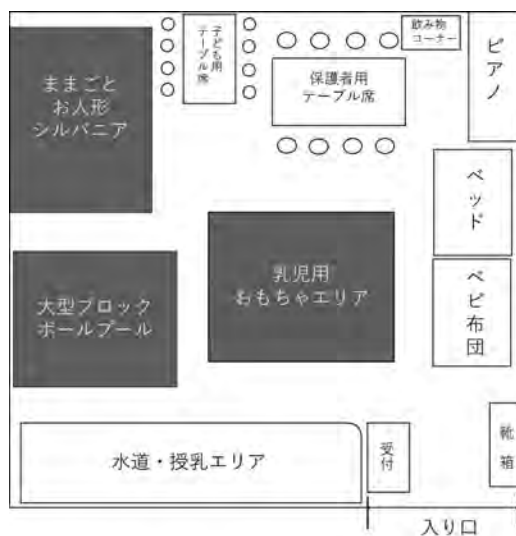 ままごと
お人形
シルバニア
子ども用
テーブル席
保護者用
テーブル席
飲み物
コーナー
ピアノ
ベッド
乳児用
おもちゃエリア
大型ブロック
ボールプール
ベビ布団
水道・授乳エリア
受付
靴箱
入り口